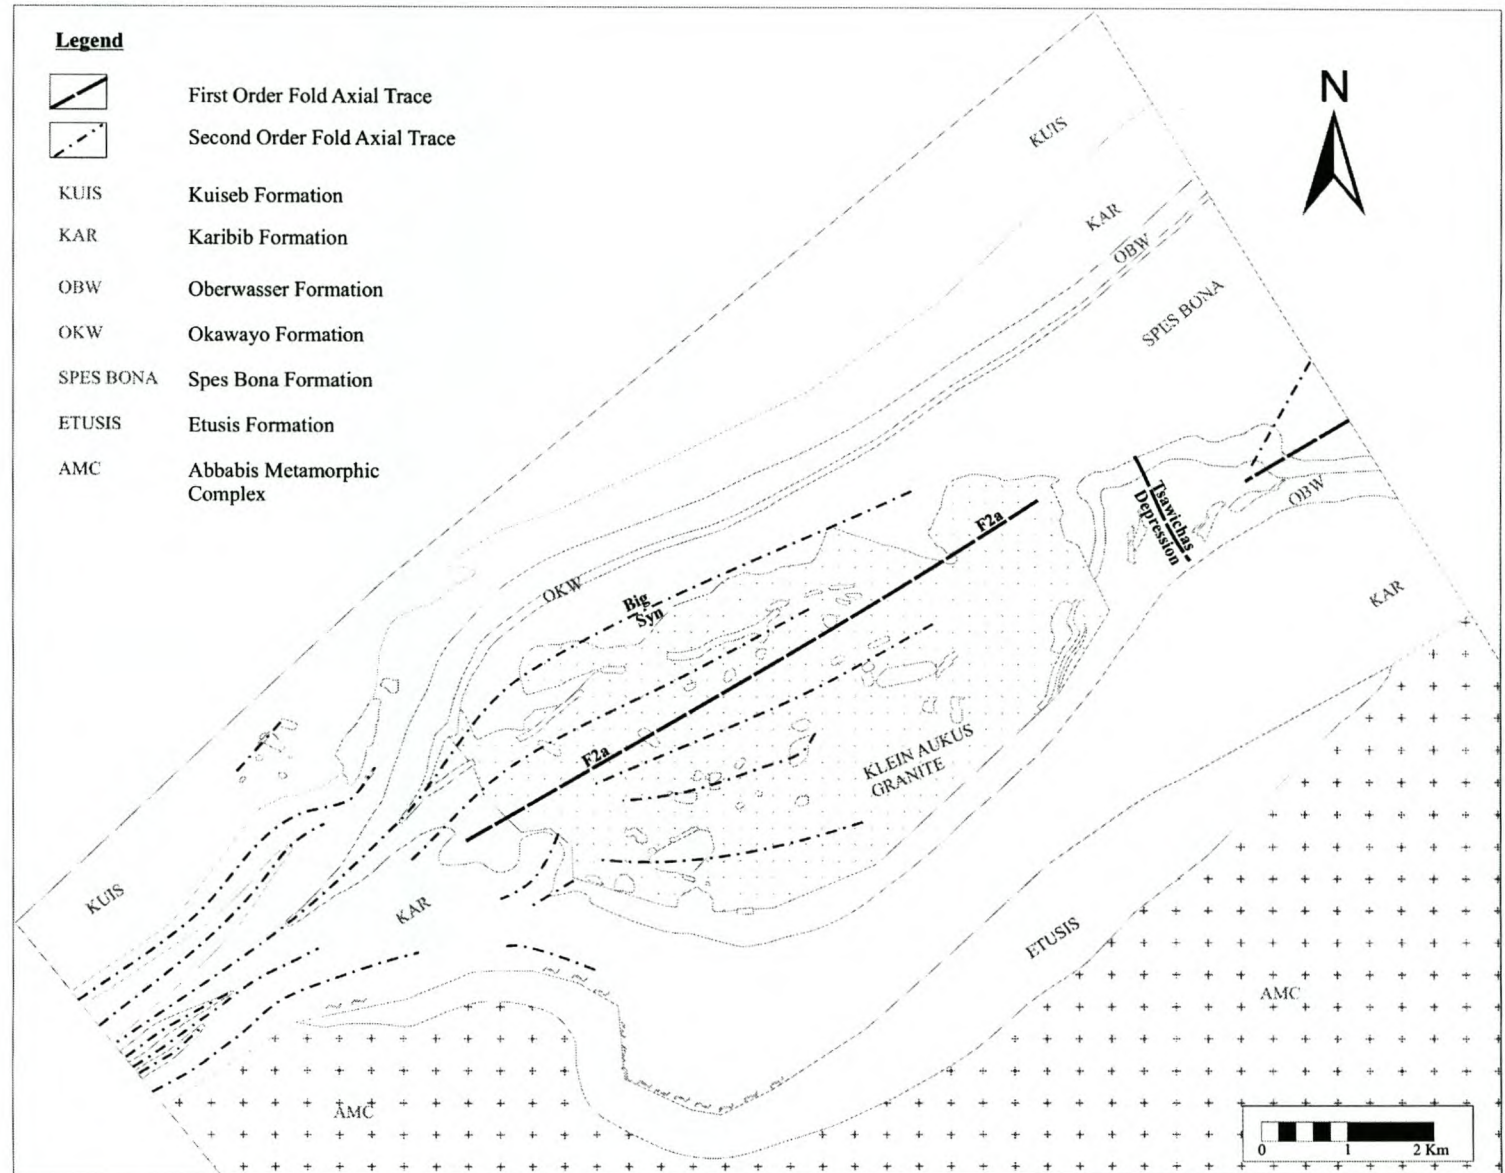 Legend
First Order Fold Axial Trace
Second Order Fold Axial Trace
KUIS Kuiseb Formation
KAR Karibib Formation
OBW Oberwasser Formation
OKW Okawayo Formation
SPES BONA Spes Bona Formation
ETUSIS Etusis Formation
AMC Abbabis Metamorphic
Complex
N
KUIS
KAR
OBW
SPES BONA
Tsawichas
Depression
OBW
F2a
KAR
OKW
Big
Syn
F2a
KLEIN AUKUS
GRANITE
KUIS
KAR
ETUSIS
AMC
AMC
0 1 2 Km